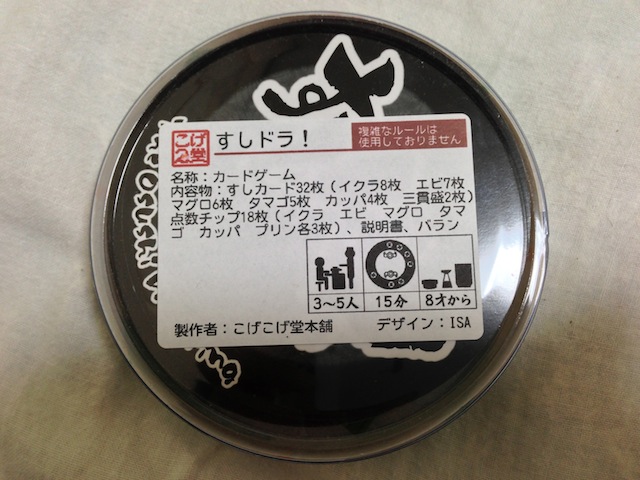 こげこげ堂
すしドラ！
複雑なルールは
使用しておりません
名称：カードゲーム
内容物：すしカード32枚（イクラ8枚　エビ7枚
マグロ6枚　タマゴ5枚　カッパ4枚　三貫盛2枚）
点数チップ18枚（イクラ　エビ　マグロ　タマ
ゴ　カッパ　プリン各3枚）、説明書、バラン
3〜5人
15分
8才から
製作者：こげこげ堂本舗
デザイン：ISA